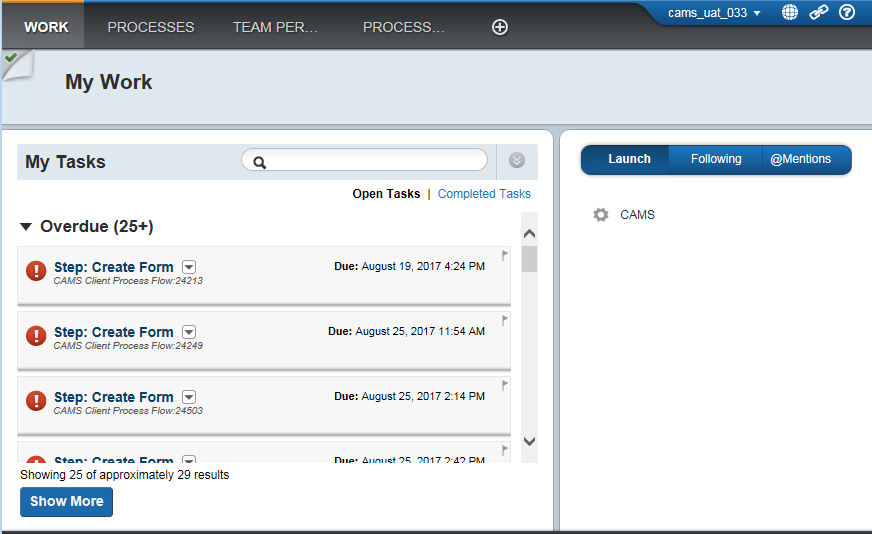 WORK PROCESSES TEAM PER... PROCESS...
cams_uat_033
My Work
My Tasks
Open Tasks | Completed Tasks
Overdue (25+)
Step: Create Form
Due: August 19, 2017 4:24 PM
CAMS Client Process Flow:24213
Step: Create Form
Due: August 25, 2017 11:54 AM
CAMS Client Process Flow:24249
Step: Create Form
Due: August 25, 2017 2:14 PM
CAMS Client Process Flow:24503
Step: Create Form
Due: August 25, 2017 2:42 PM
Showing 25 of approximately 29 results
Show More
Launch Following @Mentions
CAMS